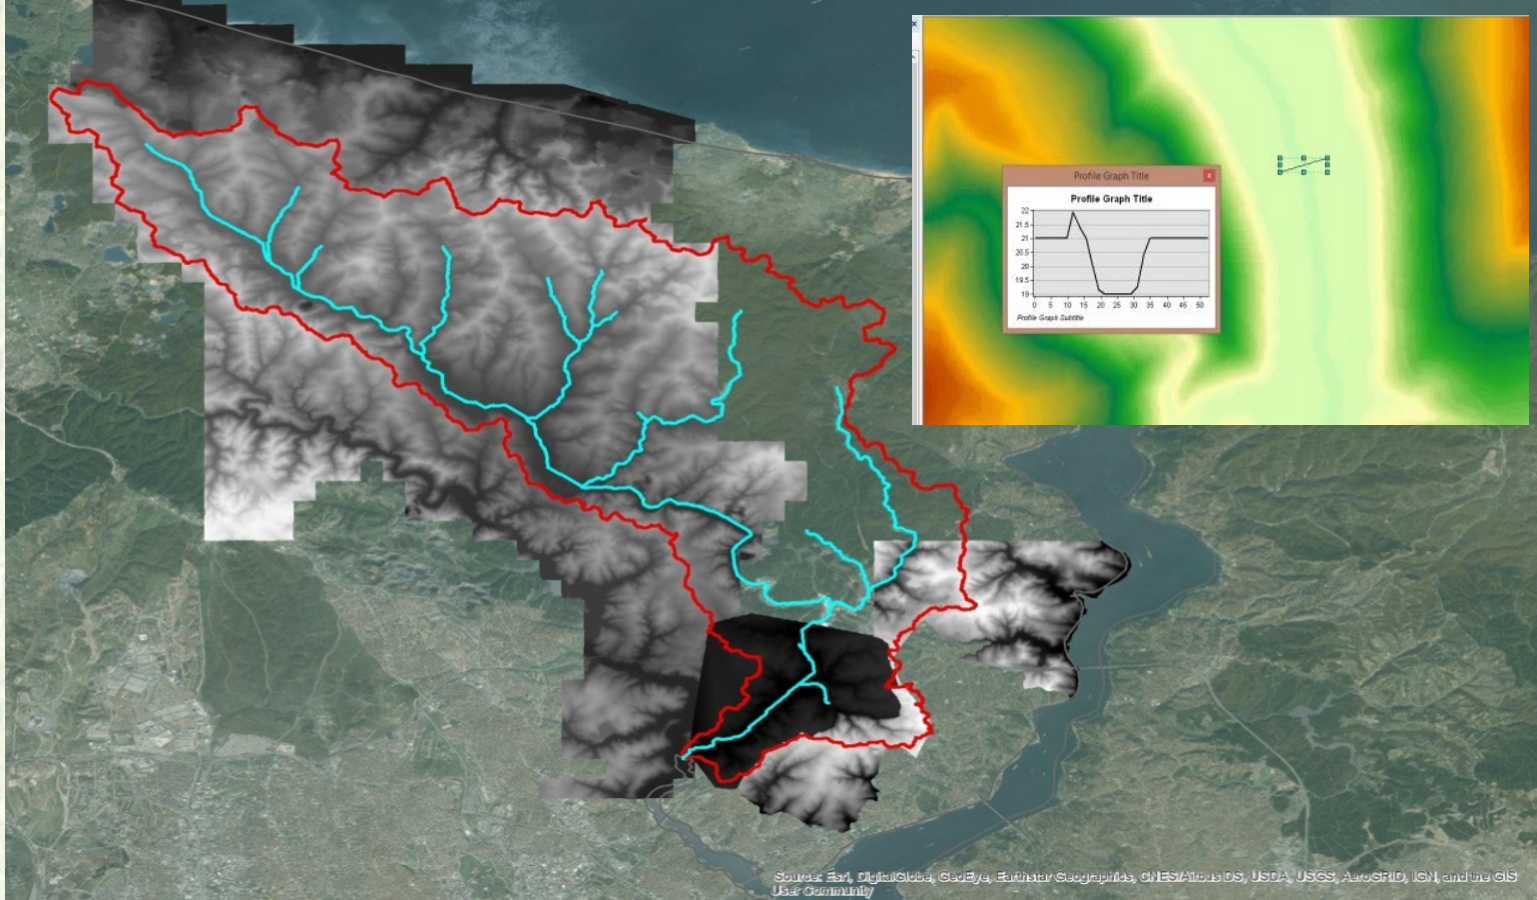 Profile Graph Title
x
Profile Graph Title
22
21.5
21
20.5
20
19.5
19
0 5 10 15 20 25 30 35 40 45 50
Profile Graph Subtitle
Source: Esri, DigitalGlobe, GeoEye, Earthstar Geographics, CNES/Airbus DS, USDA, USGS, AeroGRID, IGN, and the GIS
User Community